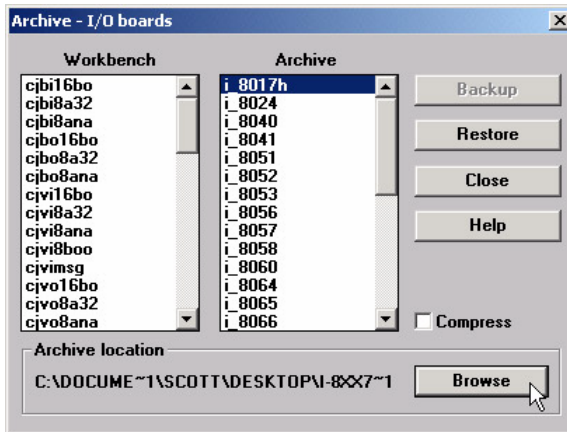 Archive - I/O boards
Workbench
cjbi16bo
cjbi8a32
cjbi8ana
cjbo16bo
cjbo8a32
cjbo8ana
cjvi16bo
cjvi8a32
cjvi8ana
cjvi8boo
cjvimsg
cjvo16bo
cjvo8a32
cjvo8ana
Archive
i_8017h
i_8024
i_8040
i_8041
i_8051
i_8052
i_8053
i_8056
i_8057
i_8058
i_8060
i_8064
i_8065
i_8066
Backup
Restore
Close
Help
Compress
Archive location
C:\DOCUME~1\SCOTT\DESKTOP\I-8XX7~1
Browse